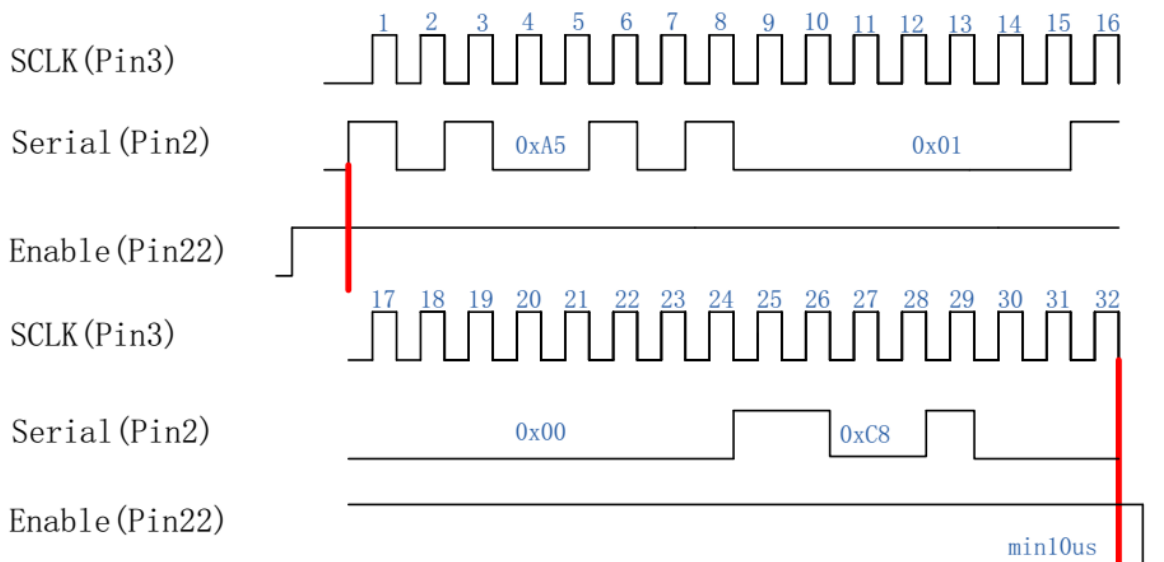 1 2 3 4 5 6 7 8 9 10 11 12 13 14 15 16
SCLK(Pin3)
Serial(Pin2) 0xA5 0x01
Enable(Pin22)
17 18 19 20 21 22 23 24 25 26 27 28 29 30 31 32
SCLK(Pin3)
Serial(Pin2) 0x00 0xC8
Enable(Pin22)
min10us